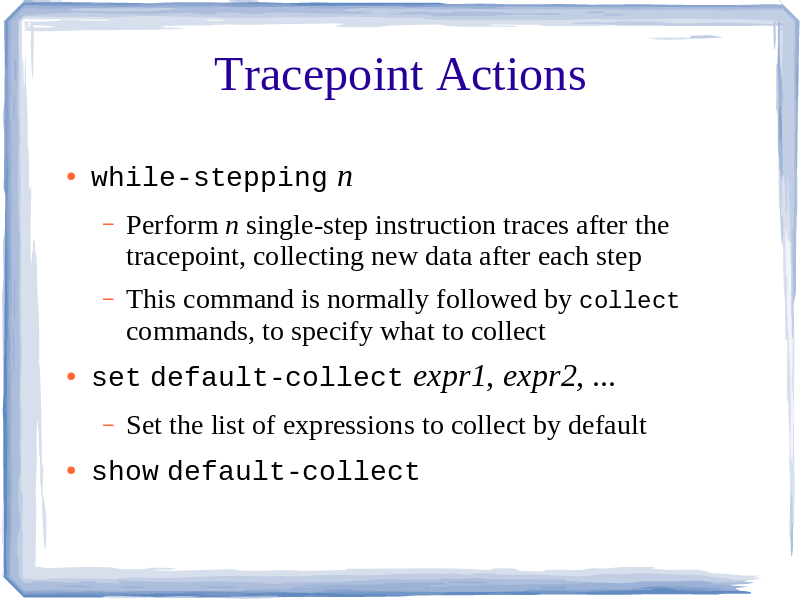 Tracepoint Actions
• while-stepping n
– Perform n single-step instruction traces after the
tracepoint, collecting new data after each step
– This command is normally followed by collect
commands, to specify what to collect
• set default-collect expr1, expr2, ...
– Set the list of expressions to collect by default
• show default-collect